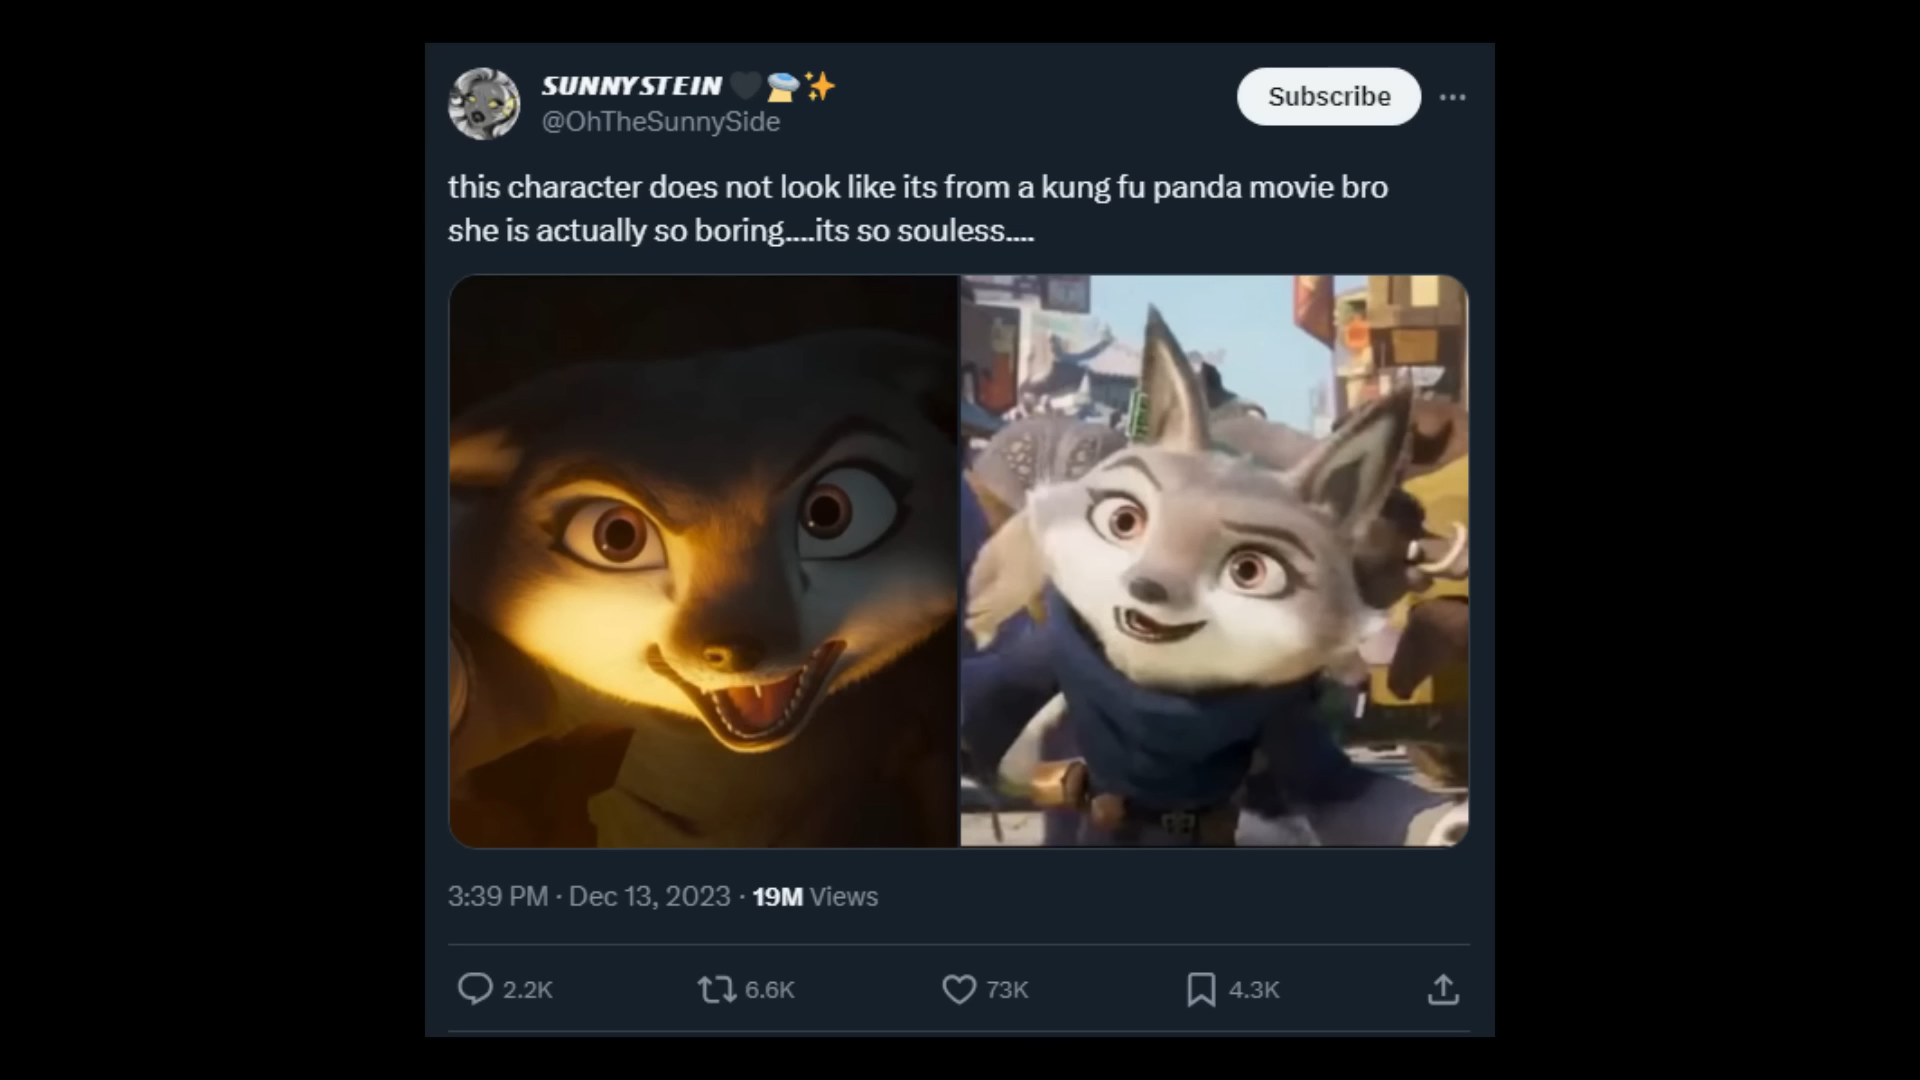 SUNNYSTEIN 🖤✨
@OhTheSunnySide
Subscribe
this character does not look like its from a kung fu panda movie bro
she is actually so boring....its so souless....
3:39 PM · Dec 13, 2023 · 19M Views
2.2K
6.6K
73K
4.3K